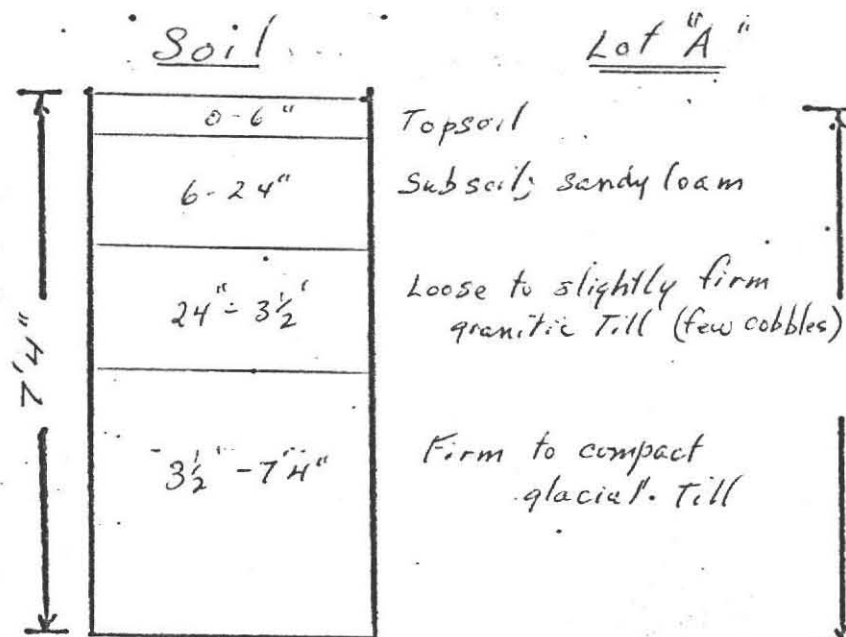 Soil
Lot "A"
0-6"
Topsoil
6-24"
Subsoil; sandy loam
24"-3½'
Loose to slightly firm
granitic Till (few cobbles)
7'4"
3½'-7'4"
Firm to compact
glacial Till